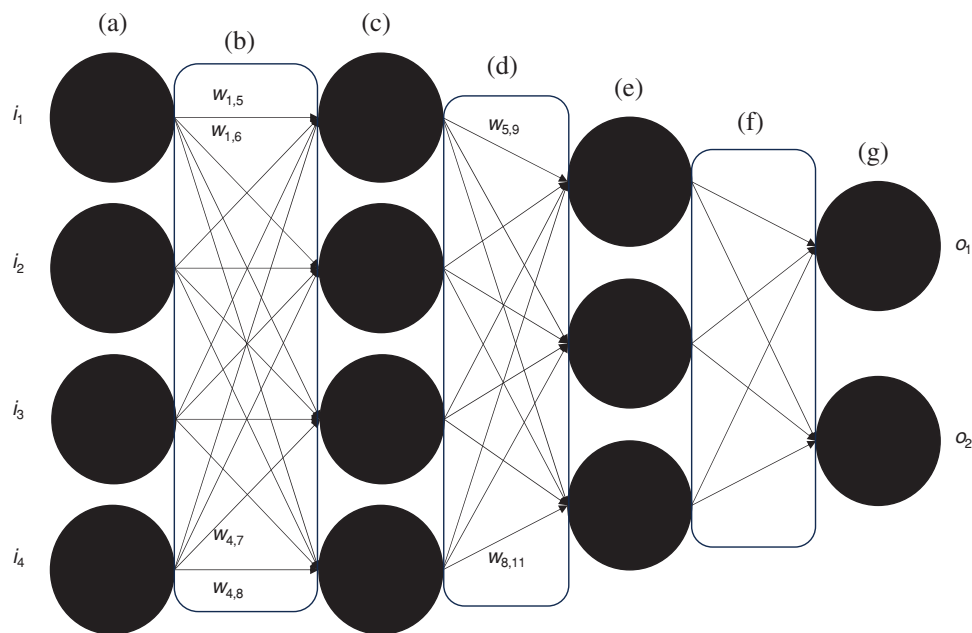 (a)
(b)
(c)
(d)
(e)
(f)
(g)
i1
i2
i3
i4
w1,5
w1,6
w4,7
w4,8
w5,9
w8,11
o1
o2